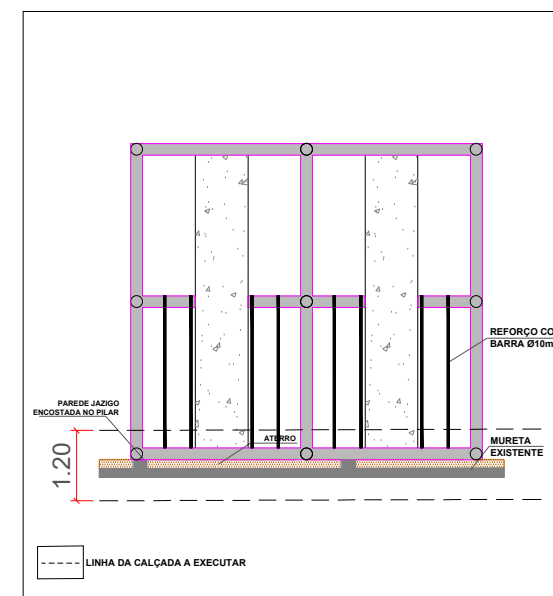 REFORÇO CO
BARRA Ø10m
PAREDE JAZIGO
ENCOSTADA NO PILAR
ATERRO
MURETA
EXISTENTE
1.20
LINHA DA CALÇADA A EXECUTAR